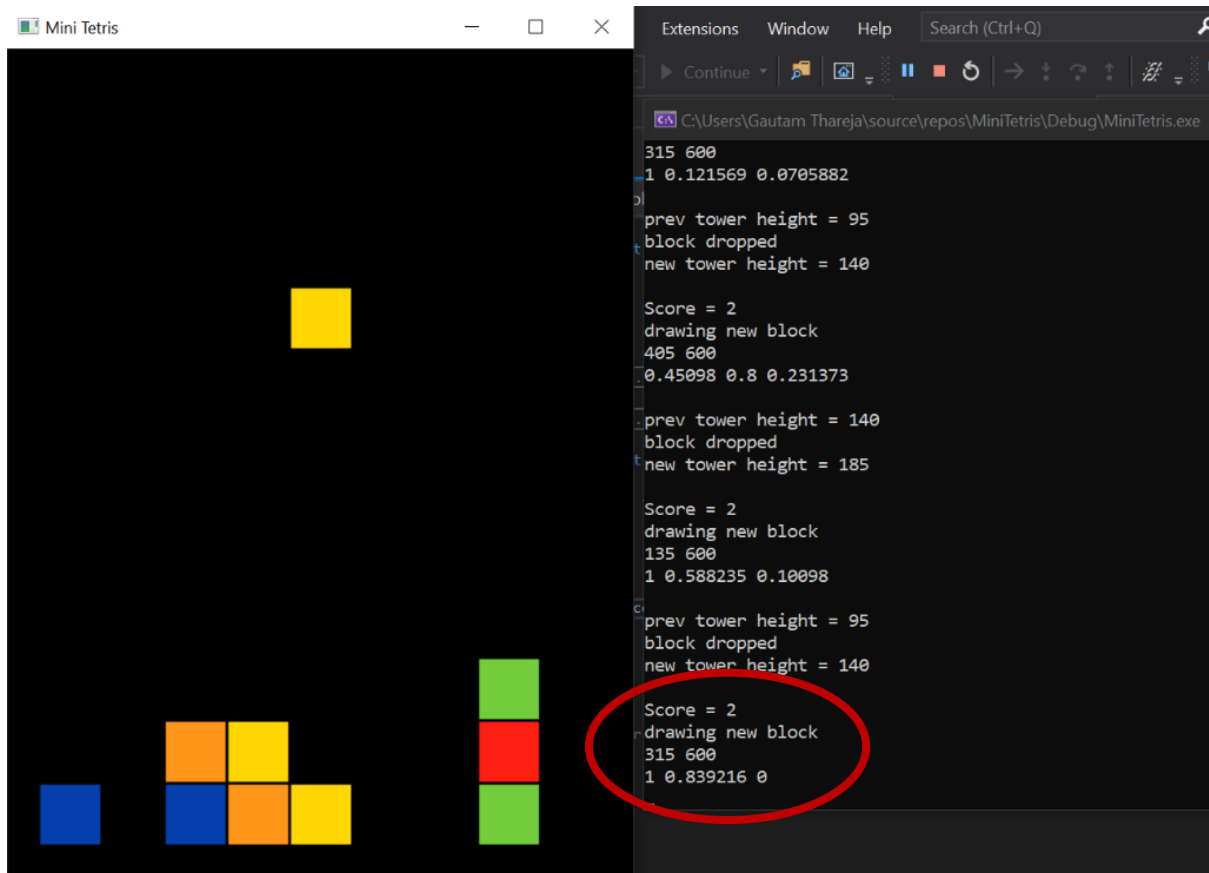 Mini Tetris
Extensions Window Help Search (Ctrl+Q)
Continue
C:\Users\Gautam Thareja\source\repos\MiniTetris\Debug\MiniTetris.exe
315 600
1 0.121569 0.0705882
prev tower height = 95
block dropped
new tower height = 140
Score = 2
drawing new block
405 600
0.45098 0.8 0.231373
prev tower height = 140
block dropped
new tower height = 185
Score = 2
drawing new block
135 600
1 0.588235 0.10098
prev tower height = 95
block dropped
new tower height = 140
Score = 2
drawing new block
315 600
1 0.839216 0